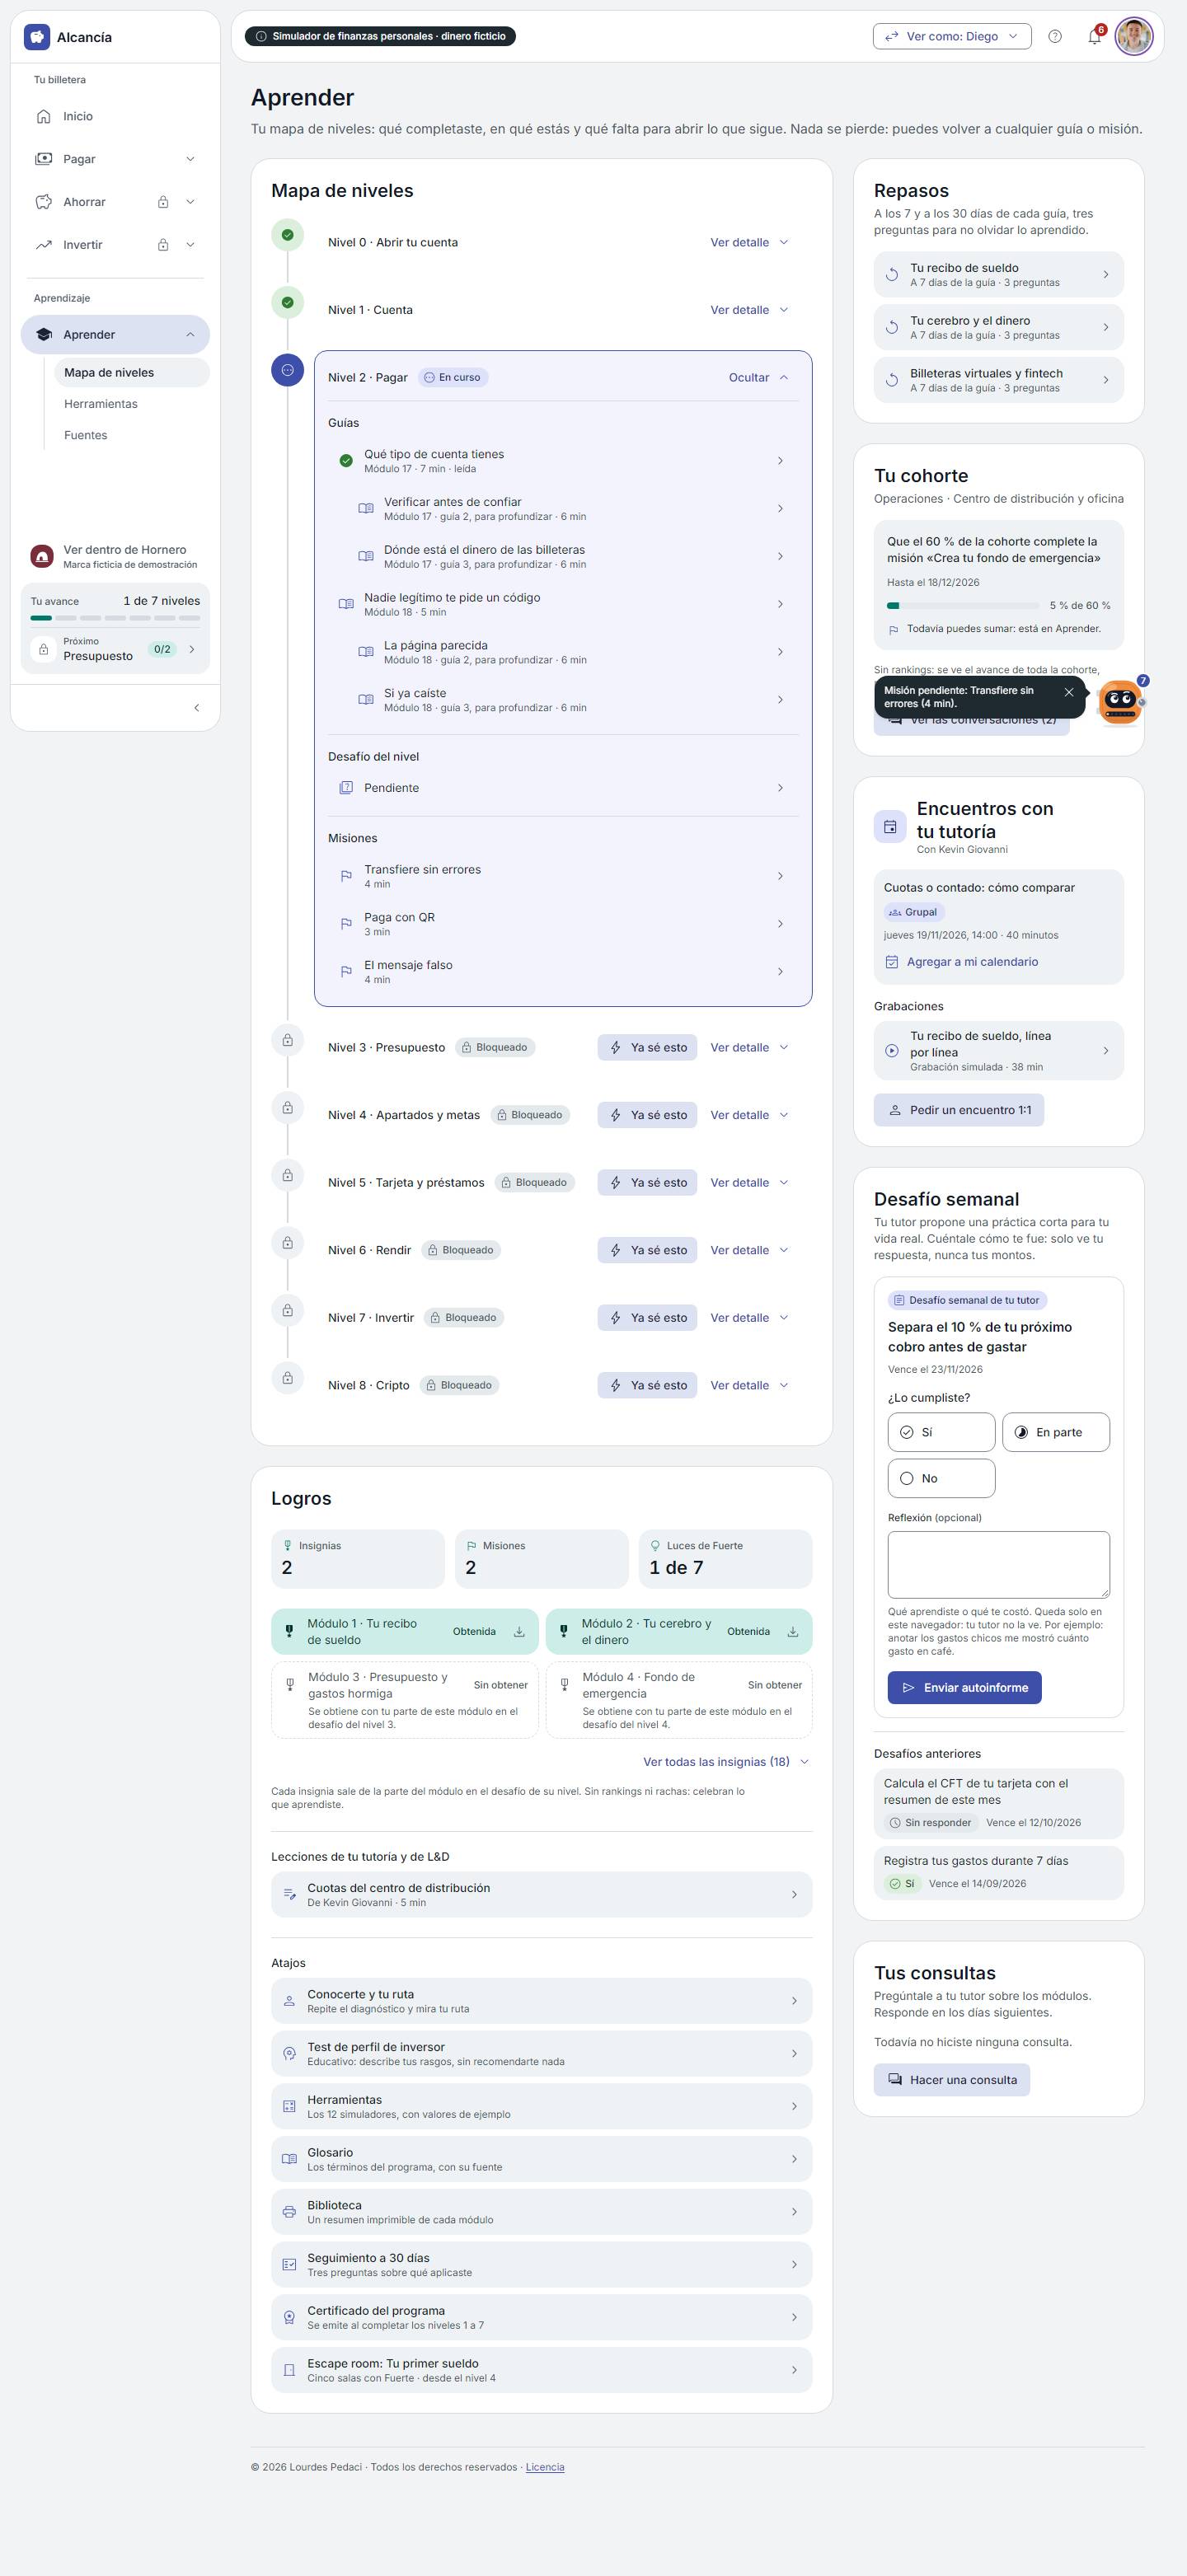 Alcancía
Simulador de finanzas personales · dinero ficticio
Ver como: Diego
6
Tu billetera
Inicio
Pagar
Ahorrar
Invertir
Aprendizaje
Aprender
Mapa de niveles
Herramientas
Fuentes
Ver dentro de Hornero
Marca ficticia de demostración
Tu avance
1 de 7 niveles
Próximo
Presupuesto
0/2
Aprender
Tu mapa de niveles: qué completaste, en qué estás y qué falta para abrir lo que sigue. Nada se pierde: puedes volver a cualquier guía o misión.
Mapa de niveles
Nivel 0 · Abrir tu cuenta
Ver detalle
Nivel 1 · Cuenta
Ver detalle
Nivel 2 · Pagar
En curso
Ocultar
Guías
Qué tipo de cuenta tienes
Módulo 17 · 7 min · leída
Verificar antes de confiar
Módulo 17 · guía 2, para profundizar · 6 min
Dónde está el dinero de las billeteras
Módulo 17 · guía 3, para profundizar · 6 min
Nadie legítimo te pide un código
Módulo 18 · 5 min
La página parecida
Módulo 18 · guía 2, para profundizar · 6 min
Si ya caíste
Módulo 18 · guía 3, para profundizar · 6 min
Desafío del nivel
Pendiente
Misiones
Transfiere sin errores
4 min
Paga con QR
3 min
El mensaje falso
4 min
Nivel 3 · Presupuesto
Bloqueado
Ya sé esto
Ver detalle
Nivel 4 · Apartados y metas
Bloqueado
Ya sé esto
Ver detalle
Nivel 5 · Tarjeta y préstamos
Bloqueado
Ya sé esto
Ver detalle
Nivel 6 · Rendir
Bloqueado
Ya sé esto
Ver detalle
Nivel 7 · Invertir
Bloqueado
Ya sé esto
Ver detalle
Nivel 8 · Cripto
Bloqueado
Ya sé esto
Ver detalle
Logros
Insignias
2
Misiones
2
Luces de Fuerte
1 de 7
Módulo 1 · Tu recibo
de sueldo
Obtenida
Módulo 2 · Tu cerebro y
el dinero
Obtenida
Módulo 3 · Presupuesto y
gastos hormiga
Sin obtener
Se obtiene con tu parte de este módulo en el
desafío del nivel 3.
Módulo 4 · Fondo de
emergencia
Sin obtener
Se obtiene con tu parte de este módulo en el
desafío del nivel 4.
Ver todas las insignias (18)
Cada insignia sale de la parte del módulo en el desafío de su nivel. Sin rankings ni rachas: celebran lo
que aprendiste.
Lecciones de tu tutoría y de L&D
Cuotas del centro de distribución
De Kevin Giovanni · 5 min
Atajos
Conocerte y tu ruta
Repite el diagnóstico y mira tu ruta
Test de perfil de inversor
Educativo: describe tus rasgos, sin recomendarte nada
Herramientas
Los 12 simuladores, con valores de ejemplo
Glosario
Los términos del programa, con su fuente
Biblioteca
Un resumen imprimible de cada módulo
Seguimiento a 30 días
Tres preguntas sobre qué aplicaste
Certificado del programa
Se emite al completar los niveles 1 a 7
Escape room: Tu primer sueldo
Cinco salas con Fuerte · desde el nivel 4
Repasos
A los 7 y a los 30 días de cada guía, tres
preguntas para no olvidar lo aprendido.
Tu recibo de sueldo
A 7 días de la guía · 3 preguntas
Tu cerebro y el dinero
A 7 días de la guía · 3 preguntas
Billeteras virtuales y fintech
A 7 días de la guía · 3 preguntas
Tu cohorte
Operaciones · Centro de distribución y oficina
Que el 60 % de la cohorte complete la
misión «Crea tu fondo de emergencia»
Hasta el 18/12/2026
5 % de 60 %
Todavía puedes sumar: está en Aprender.
Sin rankings: se ve el avance de toda la cohorte,
Misión pendiente: Transfiere sin
errores (4 min).
7
Ver las conversaciones (2)
Encuentros con
tu tutoría
Con Kevin Giovanni
Cuotas o contado: cómo comparar
Grupal
jueves 19/11/2026, 14:00 · 40 minutos
Agregar a mi calendario
Grabaciones
Tu recibo de sueldo, línea
por línea
Grabación simulada · 38 min
Pedir un encuentro 1:1
Desafío semanal
Tu tutor propone una práctica corta para tu
vida real. Cuéntale cómo te fue: solo ve tu
respuesta, nunca tus montos.
Desafío semanal de tu tutor
Separa el 10 % de tu próximo
cobro antes de gastar
Vence el 23/11/2026
¿Lo cumpliste?
Sí
En parte
No
Reflexión (opcional)
Qué aprendiste o qué te costó. Queda solo en
este navegador: tu tutor no la ve. Por ejemplo:
anotar los gastos chicos me mostró cuánto
gasto en café.
Enviar autoinforme
Desafíos anteriores
Calcula el CFT de tu tarjeta con el
resumen de este mes
Sin responder
Vence el 12/10/2026
Registra tus gastos durante 7 días
Sí
Vence el 14/09/2026
Tus consultas
Pregúntale a tu tutor sobre los módulos.
Responde en los días siguientes.
Todavía no hiciste ninguna consulta.
Hacer una consulta
© 2026 Lourdes Pedaci · Todos los derechos reservados · Licencia